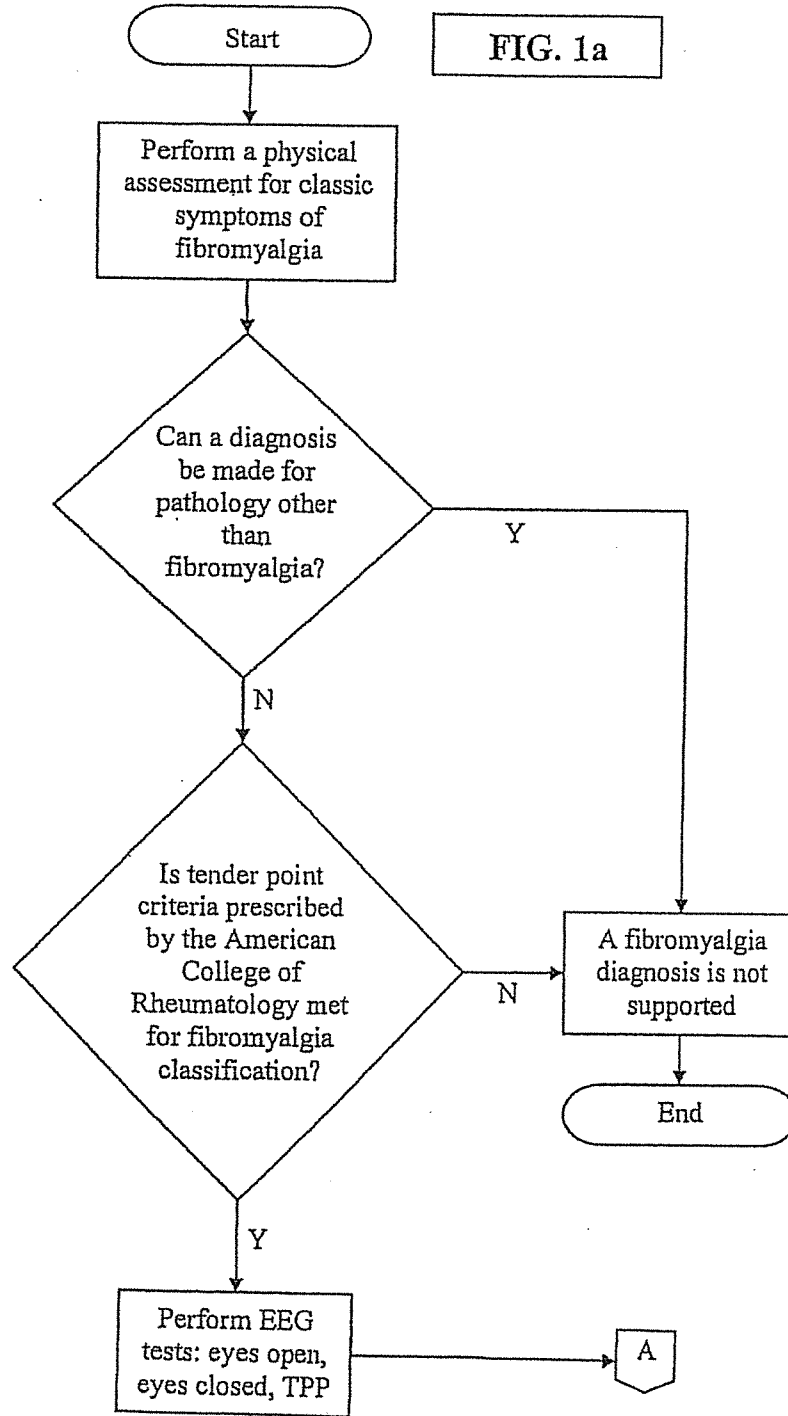 Start
FIG. 1a
Perform a physical
assessment for classic
symptoms of
fibromyalgia
Can a diagnosis
be made for
pathology other
than
fibromyalgia?
Y
N
Is tender point
criteria prescribed
by the American
College of
Rheumatology met
for fibromyalgia
classification?
N
A fibromyalgia
diagnosis is not
supported
End
Y
Perform EEG
tests: eyes open,
eyes closed, TPP
A